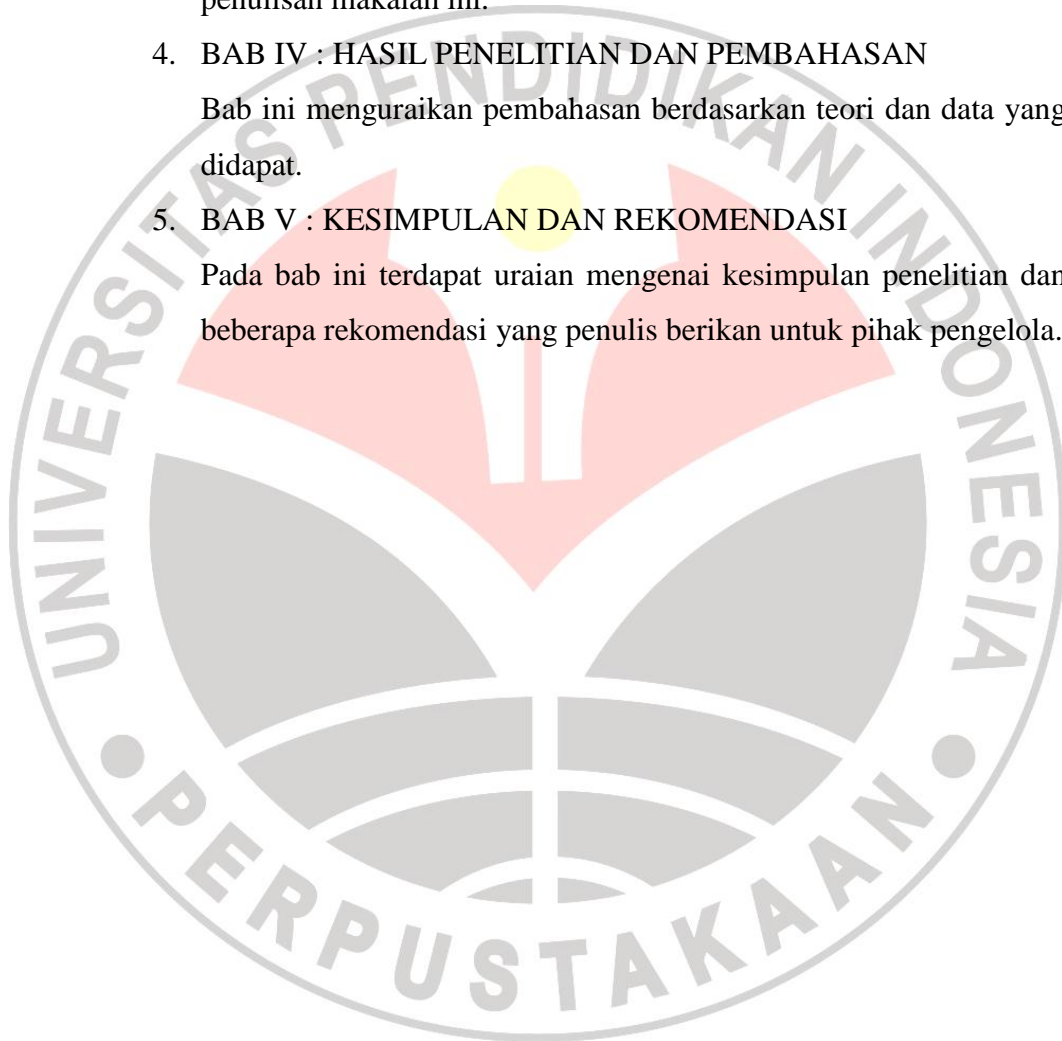 penulisan makalah ini.
4. BAB IV : HASIL PENELITIAN DAN PEMBAHASAN
Bab ini menguraikan pembahasan berdasarkan teori dan data yang
didapat.
5. BAB V : KESIMPULAN DAN REKOMENDASI
Pada bab ini terdapat uraian mengenai kesimpulan penelitian dan
beberapa rekomendasi yang penulis berikan untuk pihak pengelola.
UNIVERSITAS PENDIDIKAN INDONESIA
PERPUSTAKAAN